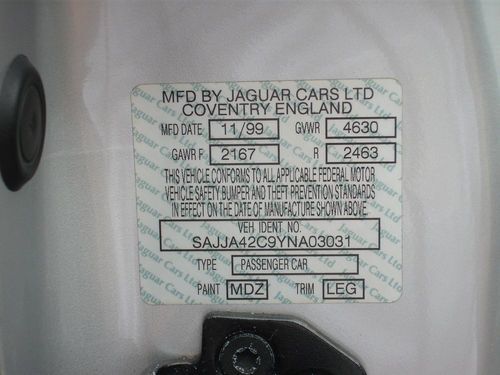 MFD BY JAGUAR CARS LTD
COVENTRY ENGLAND
MFD DATE 11/99 GVWR 4630
GAWR F 2167 R 2463
THIS VEHICLE CONFORMS TO ALL APPLICABLE FEDERAL MOTOR
VEHICLE SAFETY BUMPER AND THEFT PREVENTION STANDARDS
IN EFFECT ON THE DATE OF MANUFACTURE SHOWN ABOVE.
VEH IDENT NO.
SAJJA42C9YNA03031
TYPE PASSENGER CAR
PAINT MDZ TRIM LEG